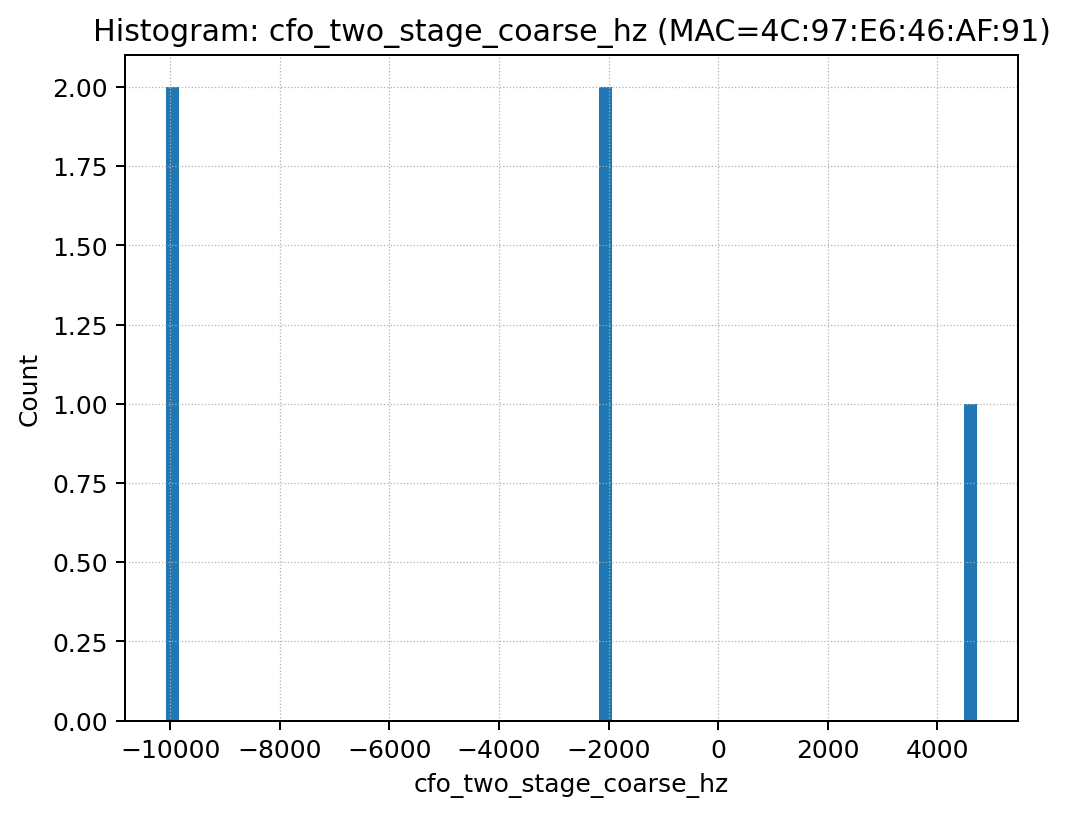 Histogram: cfo_two_stage_coarse_hz (MAC=4C:97:E6:46:AF:91)
2.00
1.75
1.50
1.25
1.00
0.75
0.50
0.25
0.00
Count
−10000 −8000 −6000 −4000 −2000 0 2000 4000
cfo_two_stage_coarse_hz